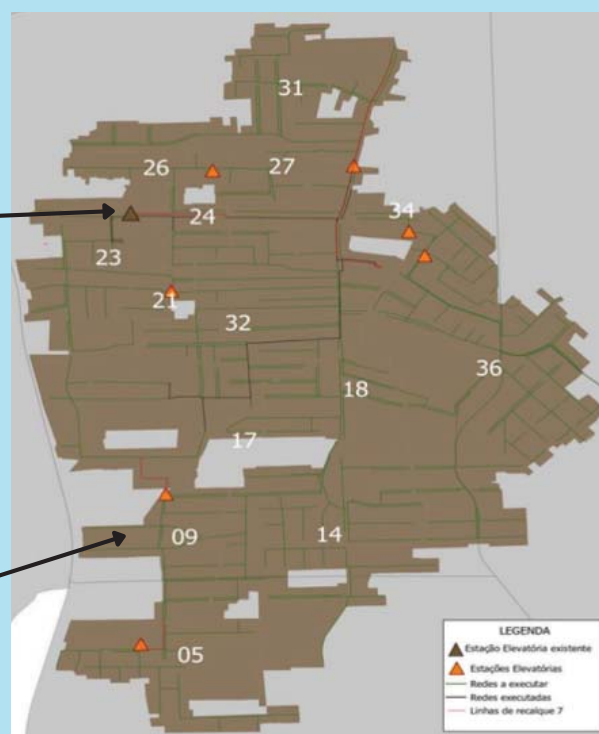 31
26 27
24 34
23
21
32
36
18
17
09 14
05
LEGENDA
Estação Elevatória existente
Estações Elevatórias
Redes a executar
Redes executadas
Linhas de recalque 7